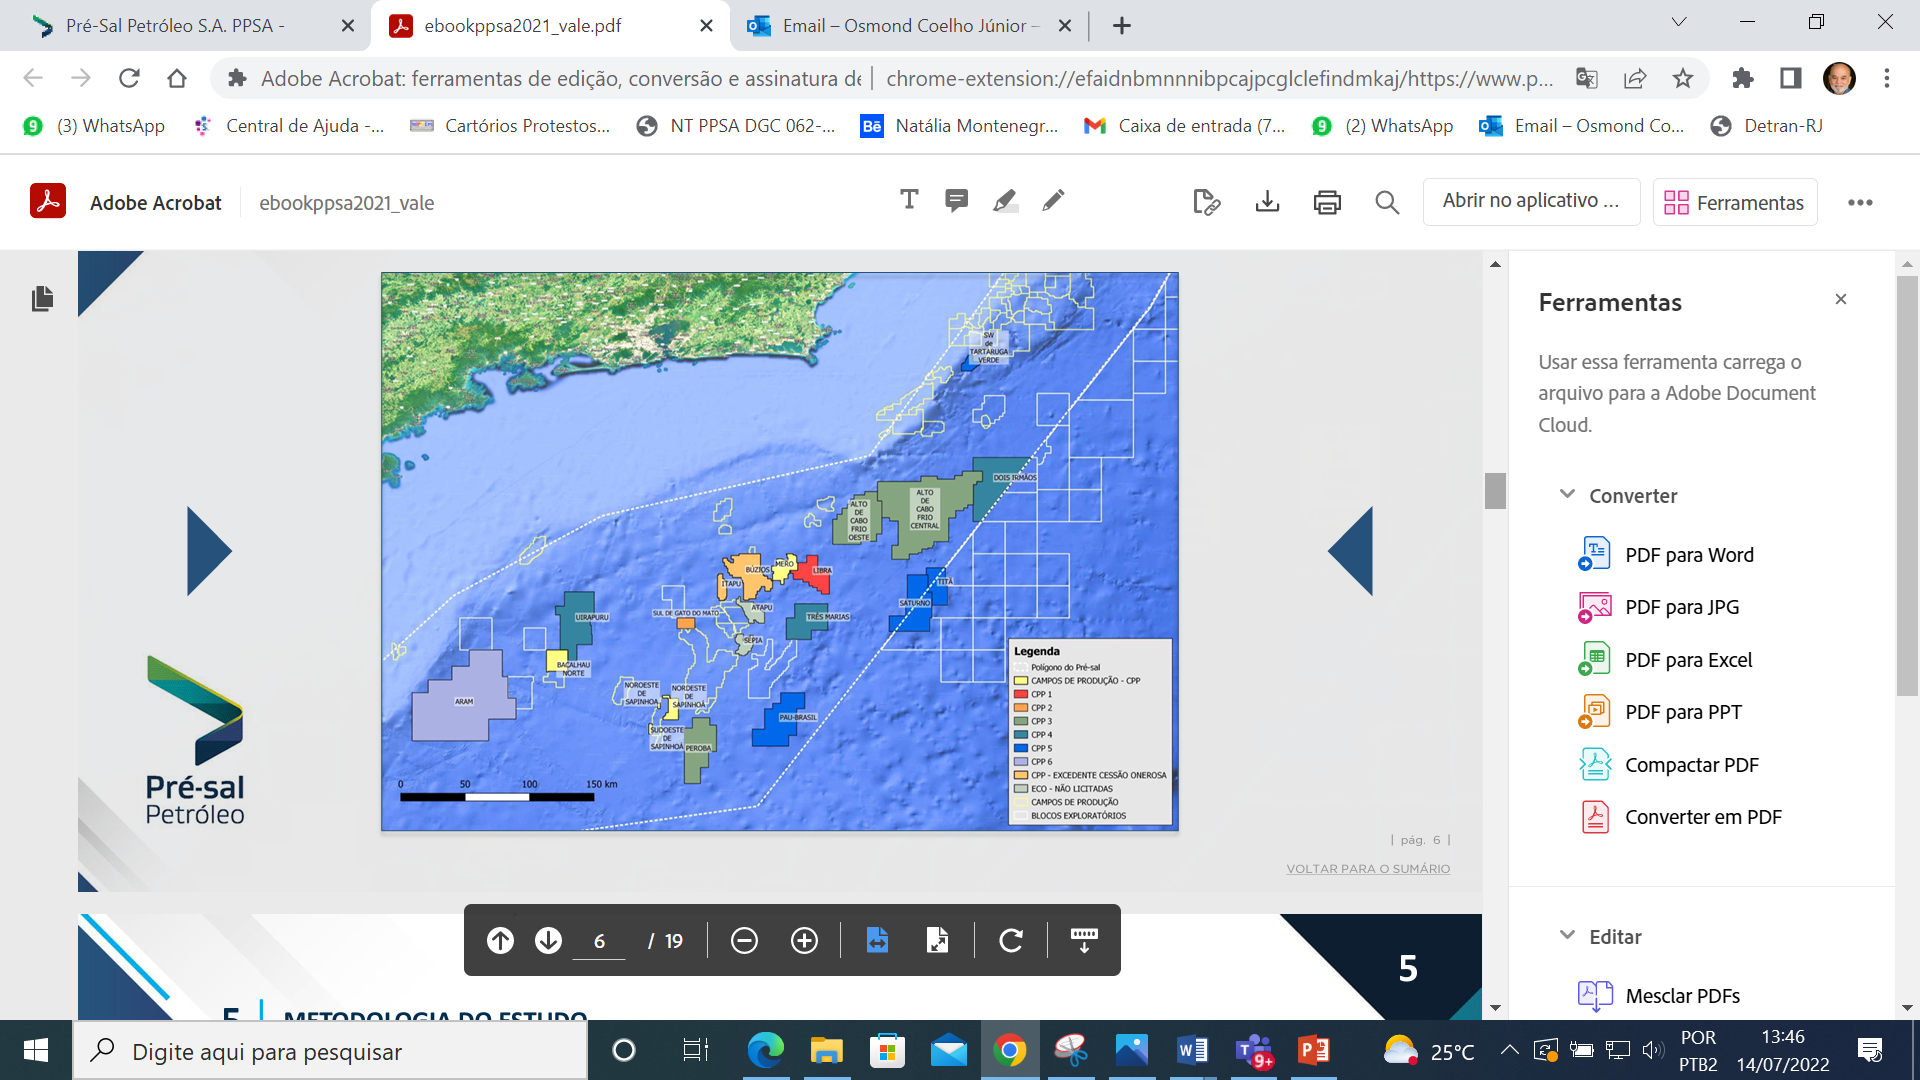 Pré-Sal Petróleo S.A. PPSA -
ebookppsa2021_vale.pdf
Email – Osmond Coelho Júnior –
Adobe Acrobat: ferramentas de edição, conversão e assinatura de
chrome-extension://efaidnbmnnnibpcajpcglclefindmkaj/https://www.p...
(3) WhatsApp
Central de Ajuda -...
Cartórios Protestos...
NT PPSA DGC 062-...
Natália Montenegr...
Caixa de entrada (7...
(2) WhatsApp
Email – Osmond Co...
Detran-RJ
Adobe Acrobat
ebookppsa2021_vale
Abrir no aplicativo ...
Ferramentas
SW
de
TARTARUGA
VERDE
DOIS IRMÃOS
ALTO
DE
CABO
FRIO
CENTRAL
ALTO
DE
CABO
FRIO
OESTE
BÚZIOS
MERO
LIBRA
ITAPU
TITÃ
SATURNO
ATAPU
SUL DE GATO DO MATO
TRÊS MARIAS
UIRAPURU
SÉPIA
BACALHAU
NORTE
ARAM
NOROESTE
DE
SAPINHOÁ
NORDESTE
DE
SAPINHOÁ
PAU-BRASIL
SUDOESTE
DE
SAPINHOÁ
PEROBA
0 50 100 150 km
Legenda
Polígono do Pré-sal
CAMPOS DE PRODUÇÃO - CPP
CPP 1
CPP 2
CPP 3
CPP 4
CPP 5
CPP 6
CPP - EXCEDENTE CESSÃO ONEROSA
ECO - NÃO LICITADAS
CAMPOS DE PRODUÇÃO
BLOCOS EXPLORATÓRIOS
Pré-sal
Petróleo
| pág. 6 |
VOLTAR PARA O SUMÁRIO
6 / 19
5
5 | METODOLOGIA DO ESTUDO
Ferramentas
Usar essa ferramenta carrega o
arquivo para a Adobe Document
Cloud.
Converter
PDF para Word
PDF para JPG
PDF para Excel
PDF para PPT
Compactar PDF
Converter em PDF
Editar
Mesclar PDFs
Digite aqui para pesquisar
9+
25°C
POR
PTB2
13:46
14/07/2022